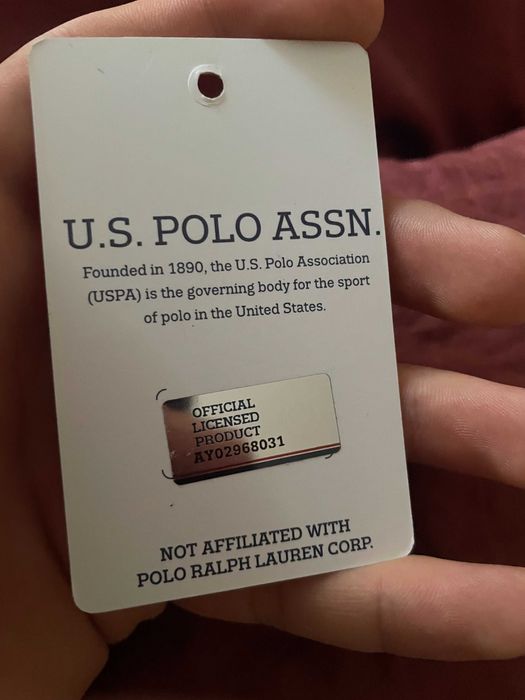 U.S. POLO ASSN.
Founded in 1890, the U.S. Polo Association
(USPA) is the governing body for the sport
of polo in the United States.
OFFICIAL
LICENSED
PRODUCT
AY02968031
NOT AFFILIATED WITH
POLO RALPH LAUREN CORP.